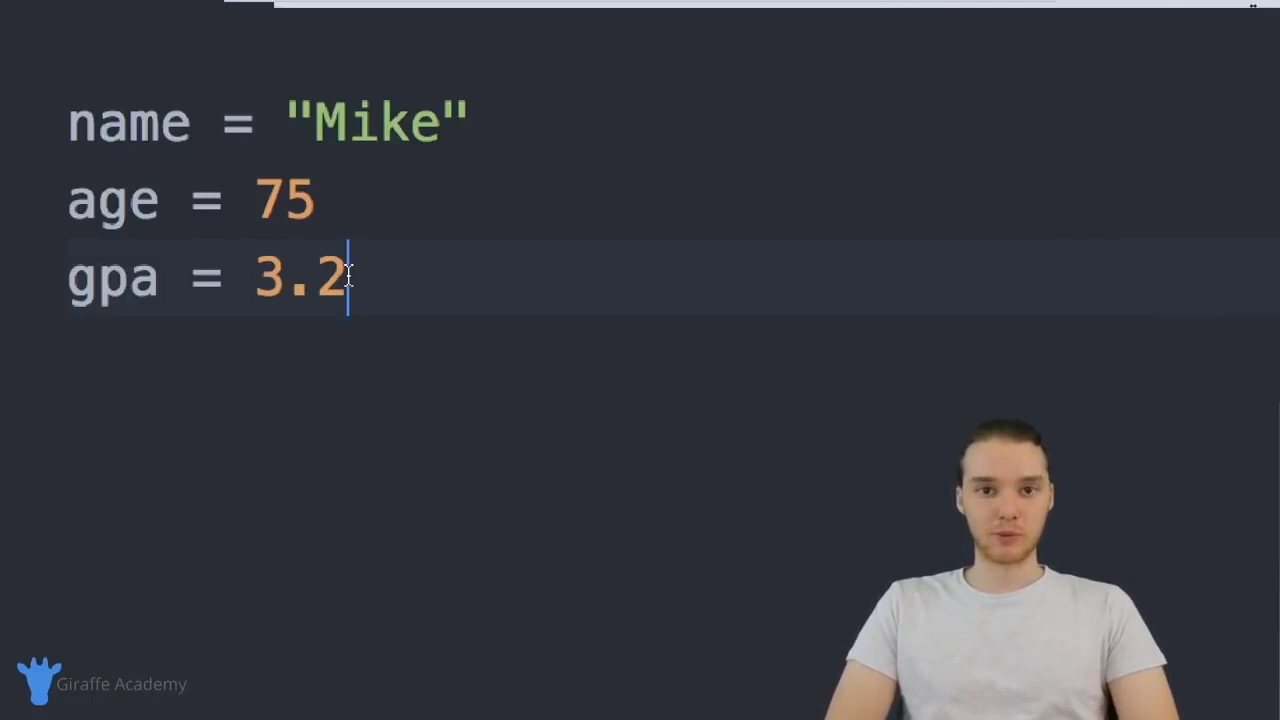 name = "Mike"
age = 75
gpa = 3.2
Giraffe Academy